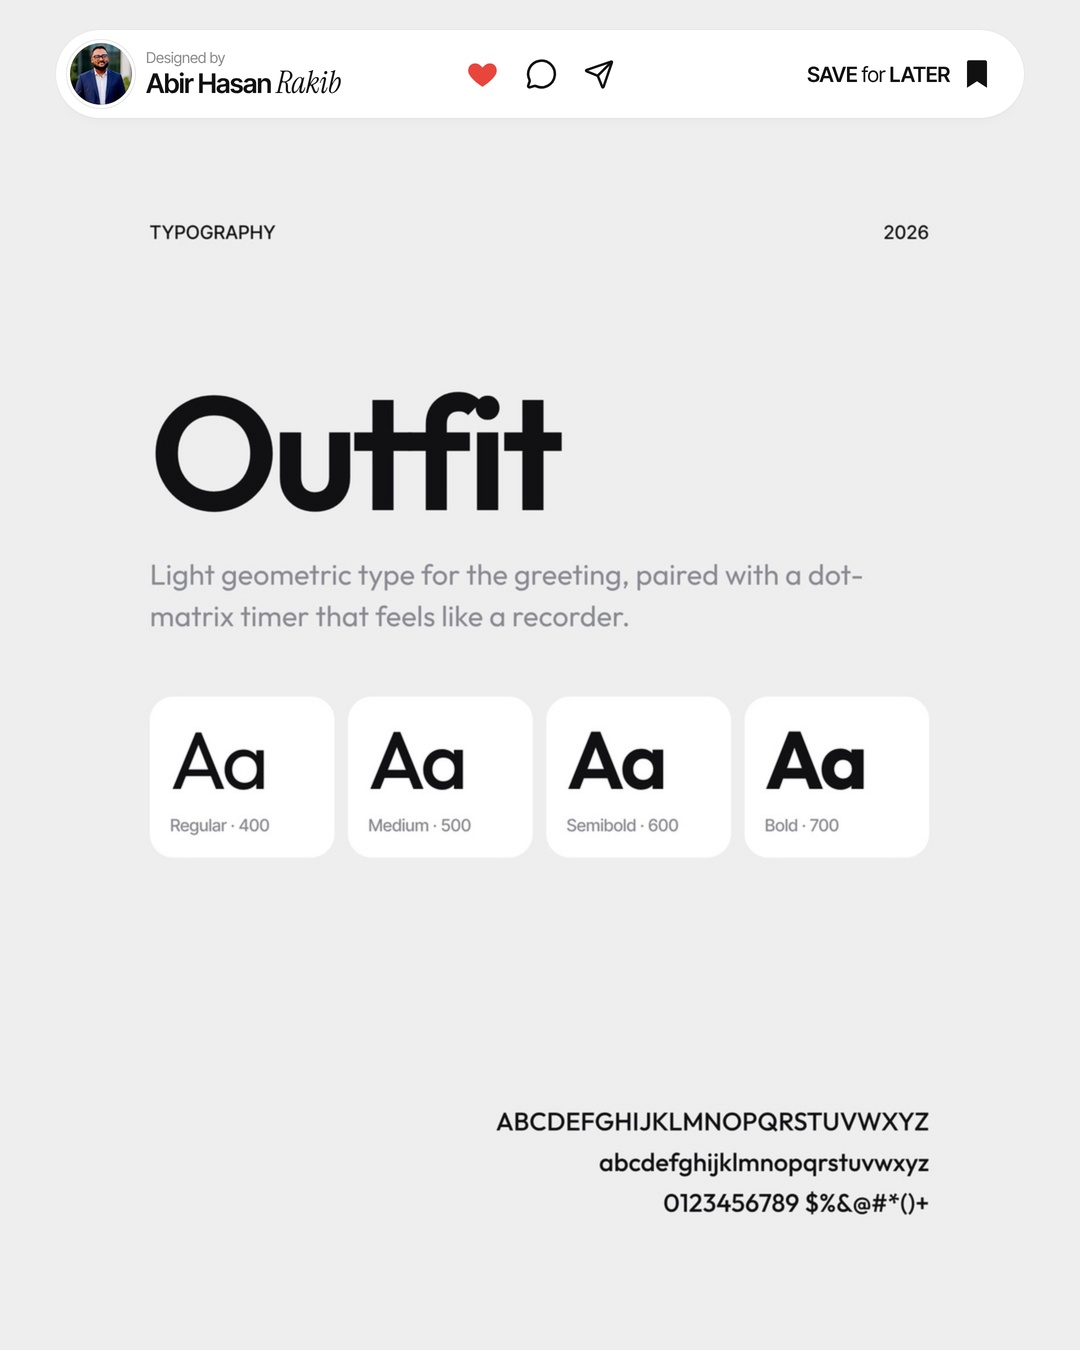 Designed by
Abir Hasan Rakib
SAVE for LATER
TYPOGRAPHY
2026
Outfit
Light geometric type for the greeting, paired with a dot-
matrix timer that feels like a recorder.
Aa
Regular · 400
Aa
Medium · 500
Aa
Semibold · 600
Aa
Bold · 700
ABCDEFGHIJKLMNOPQRSTUVWXYZ
abcdefghijklmnopqrstuvwxyz
0123456789 $%&@#*()+